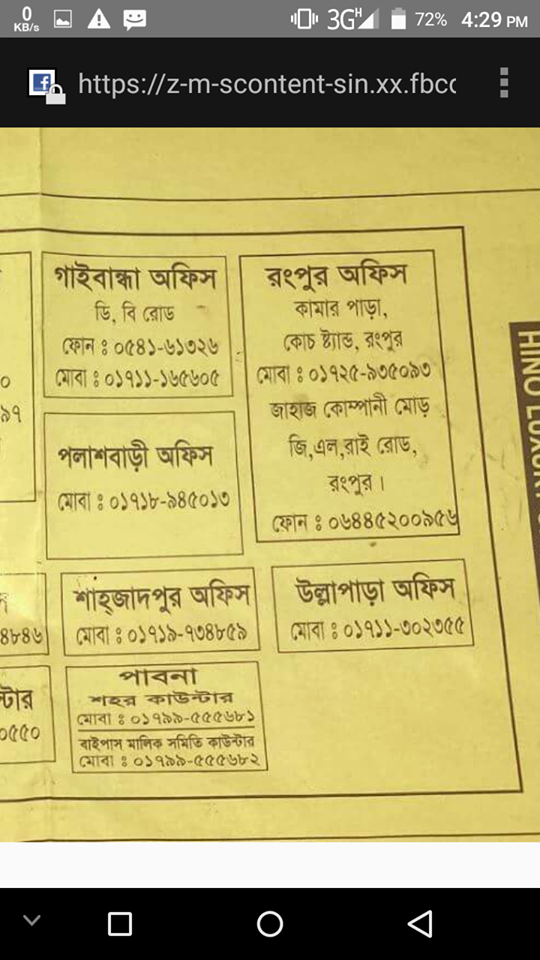 0
KB/s
3G H
72%
4:29 PM
https://z-m-scontent-sin.xx.fbcc
গাইবান্ধা অফিস
ডি, বি রোড
ফোন : ০৫৪১-৬১৩২৬
মোবা : ০১৭১১-১৬৫৬০৫
পলাশবাড়ী অফিস
মোবা : ০১৭১৮-৯৪৫০১৩
রংপুর অফিস
কামার পাড়া,
কোচ ষ্ট্যান্ড, রংপুর
মোবা : ০১৭২৫-৯৩৫০৯৩
জাহাজ কোম্পানী মোড়
জি,এল,রাই রোড,
রংপুর।
ফোন : ০৬৪৪৫২০০৯৫৬
শাহ্জাদপুর অফিস
মোবা : ০১৭১৯-৭৩৪৮৫৯
উল্লাপাড়া অফিস
মোবা : ০১৭১১-৩০২৩৫৫
পাবনা
শহর কাউন্টার
মোবা : ০১৭৯৯-৫৫৫৬৮১
বাইপাস মালিক সমিতি কাউন্টার
মোবা : ০১৭৯৯-৫৫৫৬৮২
০
৯৭
৪৮৪৬
ন্টার
০৫৫০
HINO LUXURY